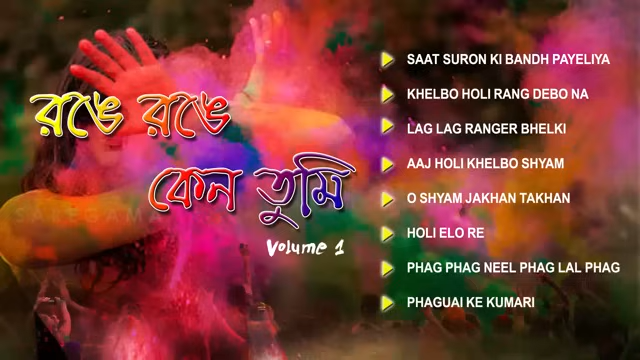 রঙে রঙে
কেন তুমি
Volume 1
SAREGAMA
SAAT SURON KI BANDH PAYELIYA
KHELBO HOLI RANG DEBO NA
LAG LAG RANGER BHELKI
AAJ HOLI KHELBO SHYAM
O SHYAM JAKHAN TAKHAN
HOLI ELO RE
PHAG PHAG NEEL PHAG LAL PHAG
PHAGUAI KE KUMARI